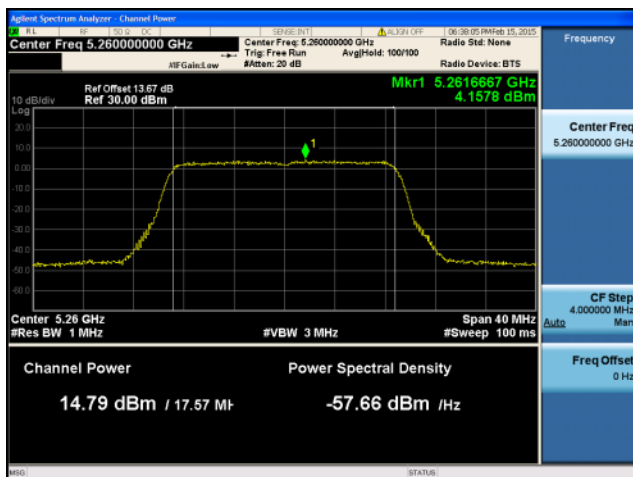 Agilent Spectrum Analyzer - Channel Power
RL RF 50 Ω DC SENSE:INT ALIGN OFF 06:38:05 PM Feb 15, 2015
Center Freq 5.260000000 GHz Center Freq: 5.260000000 GHz Radio Std: None Frequency
Trig: Free Run Avg|Hold: 100/100
#IFGain:Low #Atten: 20 dB Radio Device: BTS
Ref Offset 13.67 dB Mkr1 5.2616667 GHz
10 dB/div Ref 30.00 dBm 4.1578 dBm
Log
20.0
1
Center Freq
5.260000000 GHz
10.0
0.00
-10.0
-20.0
-30.0
-40.0
-50.0
-60.0
Center 5.26 GHz Span 40 MHz
#Res BW 1 MHz #VBW 3 MHz #Sweep 100 ms
CF Step
4.000000 MHz
Auto Man
Channel Power Power Spectral Density
Freq Offset
0 Hz
14.79 dBm / 17.57 MH -57.66 dBm /Hz
MSG STATUS